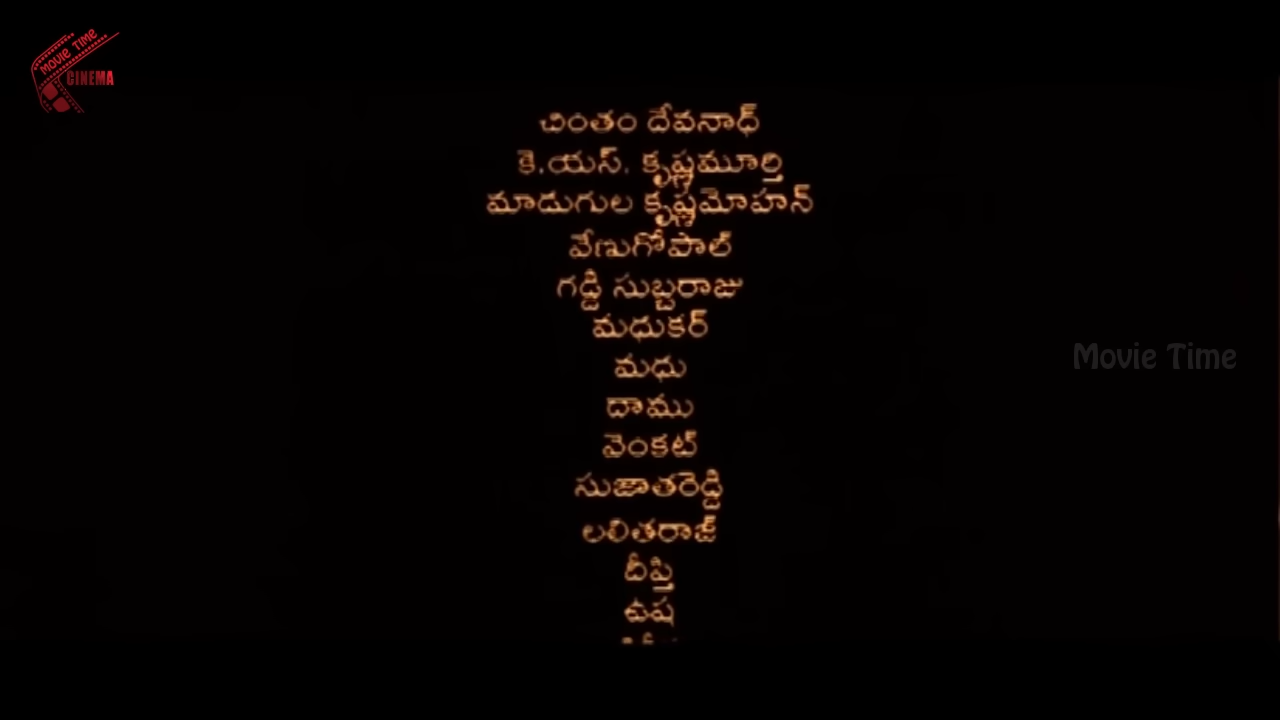 MOVIE TIME
CINEMA
చింతం దేవనాధ్
కె.యస్. కృష్ణమూర్తి
మాడుగుల కృష్ణమోహన్
వేణుగోపాల్
గడ్డి సుబ్బరాజు
మధుకర్
Movie Time
మధు
దాము
వెంకట్
సుజాతరెడ్డి
లలితరాజ్
దీప్తి
ఉష